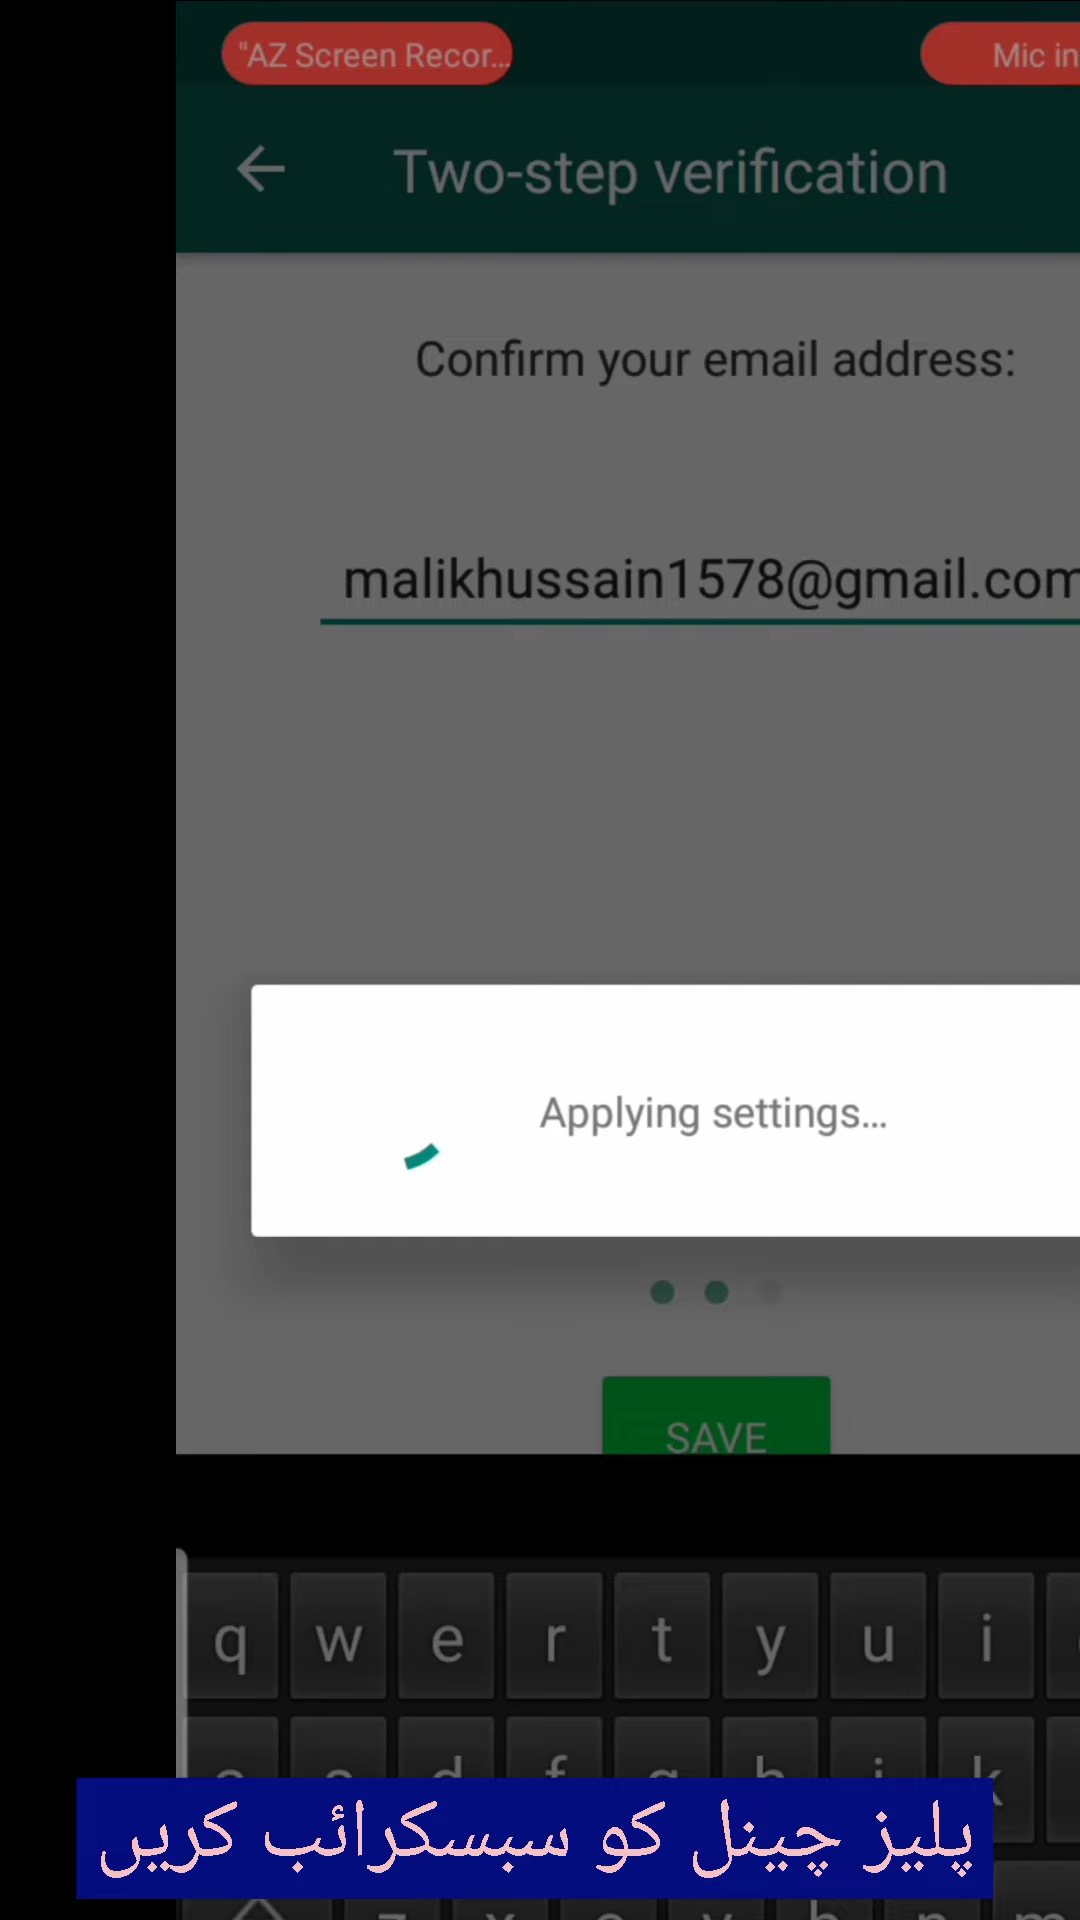 "AZ Screen Recor...
Mic in
Two-step verification
Confirm your email address:
malikhussain1578@gmail.com
Applying settings...
SAVE
q w e r t y u i
a s d f g h j k
پلیز چینل کو سبسکرائب کریں
z x c v b n m